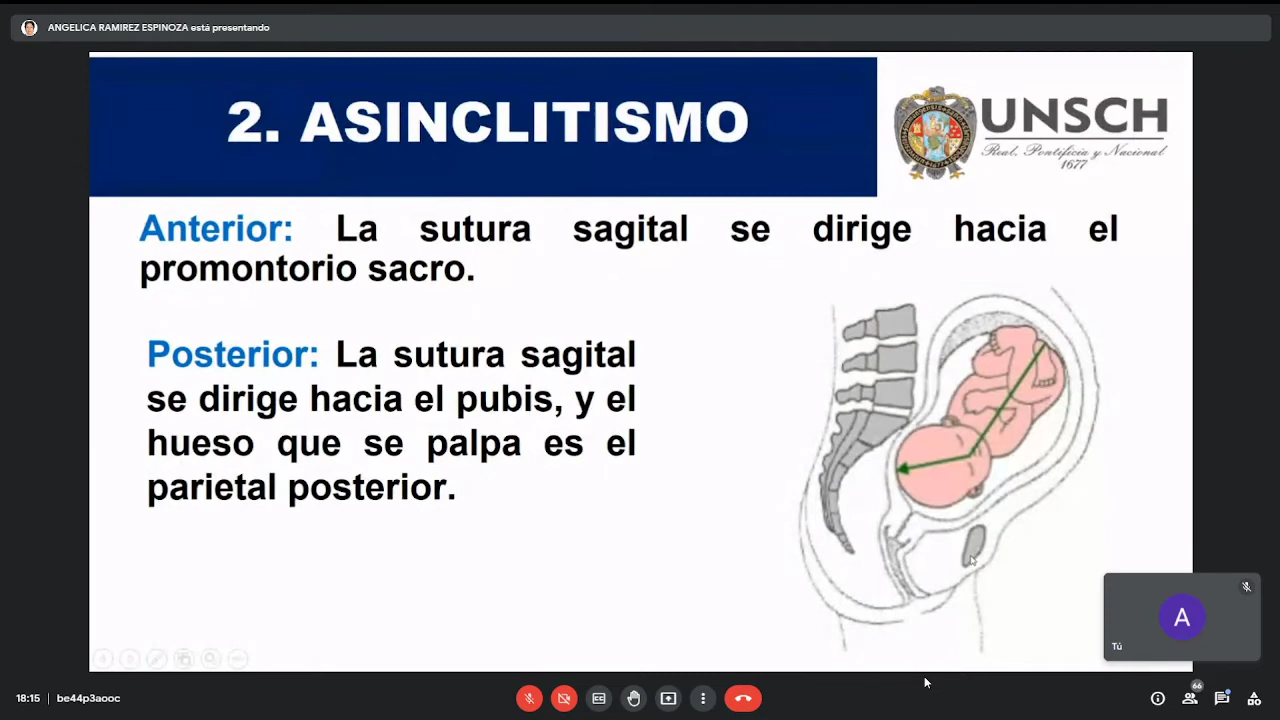 ANGELICA RAMIREZ ESPINOZA está presentando
2. ASINCLITISMO
UNSCH
Real, Pontificia y Nacional
1677
Anterior: La sutura sagital se dirige hacia el
promontorio sacro.
Posterior: La sutura sagital
se dirige hacia el pubis, y el
hueso que se palpa es el
parietal posterior.
A
Tú
18:15 be44p3aooc
66